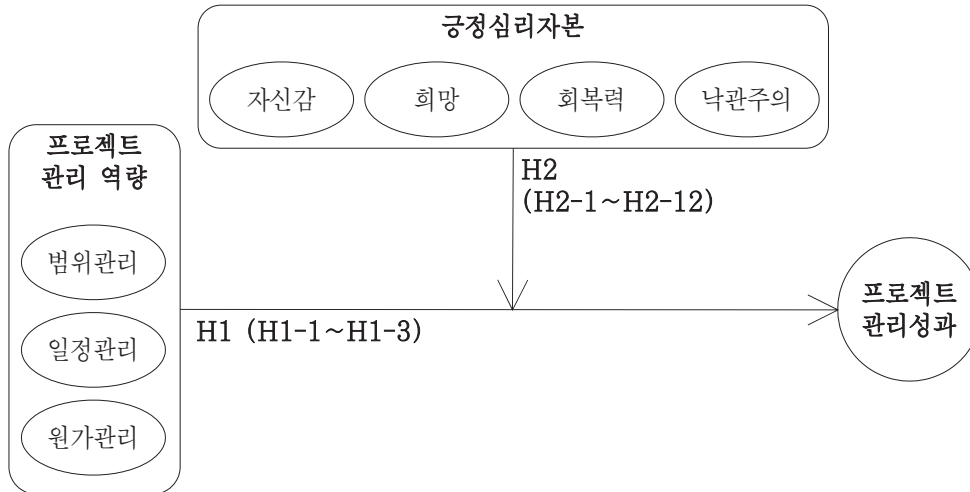 긍정심리자본
자신감
희망
회복력
낙관주의
프로젝트
관리 역량
범위관리
일정관리
원가관리
H2
(H2-1~H2-12)
H1 (H1-1~H1-3)
프로젝트
관리성과